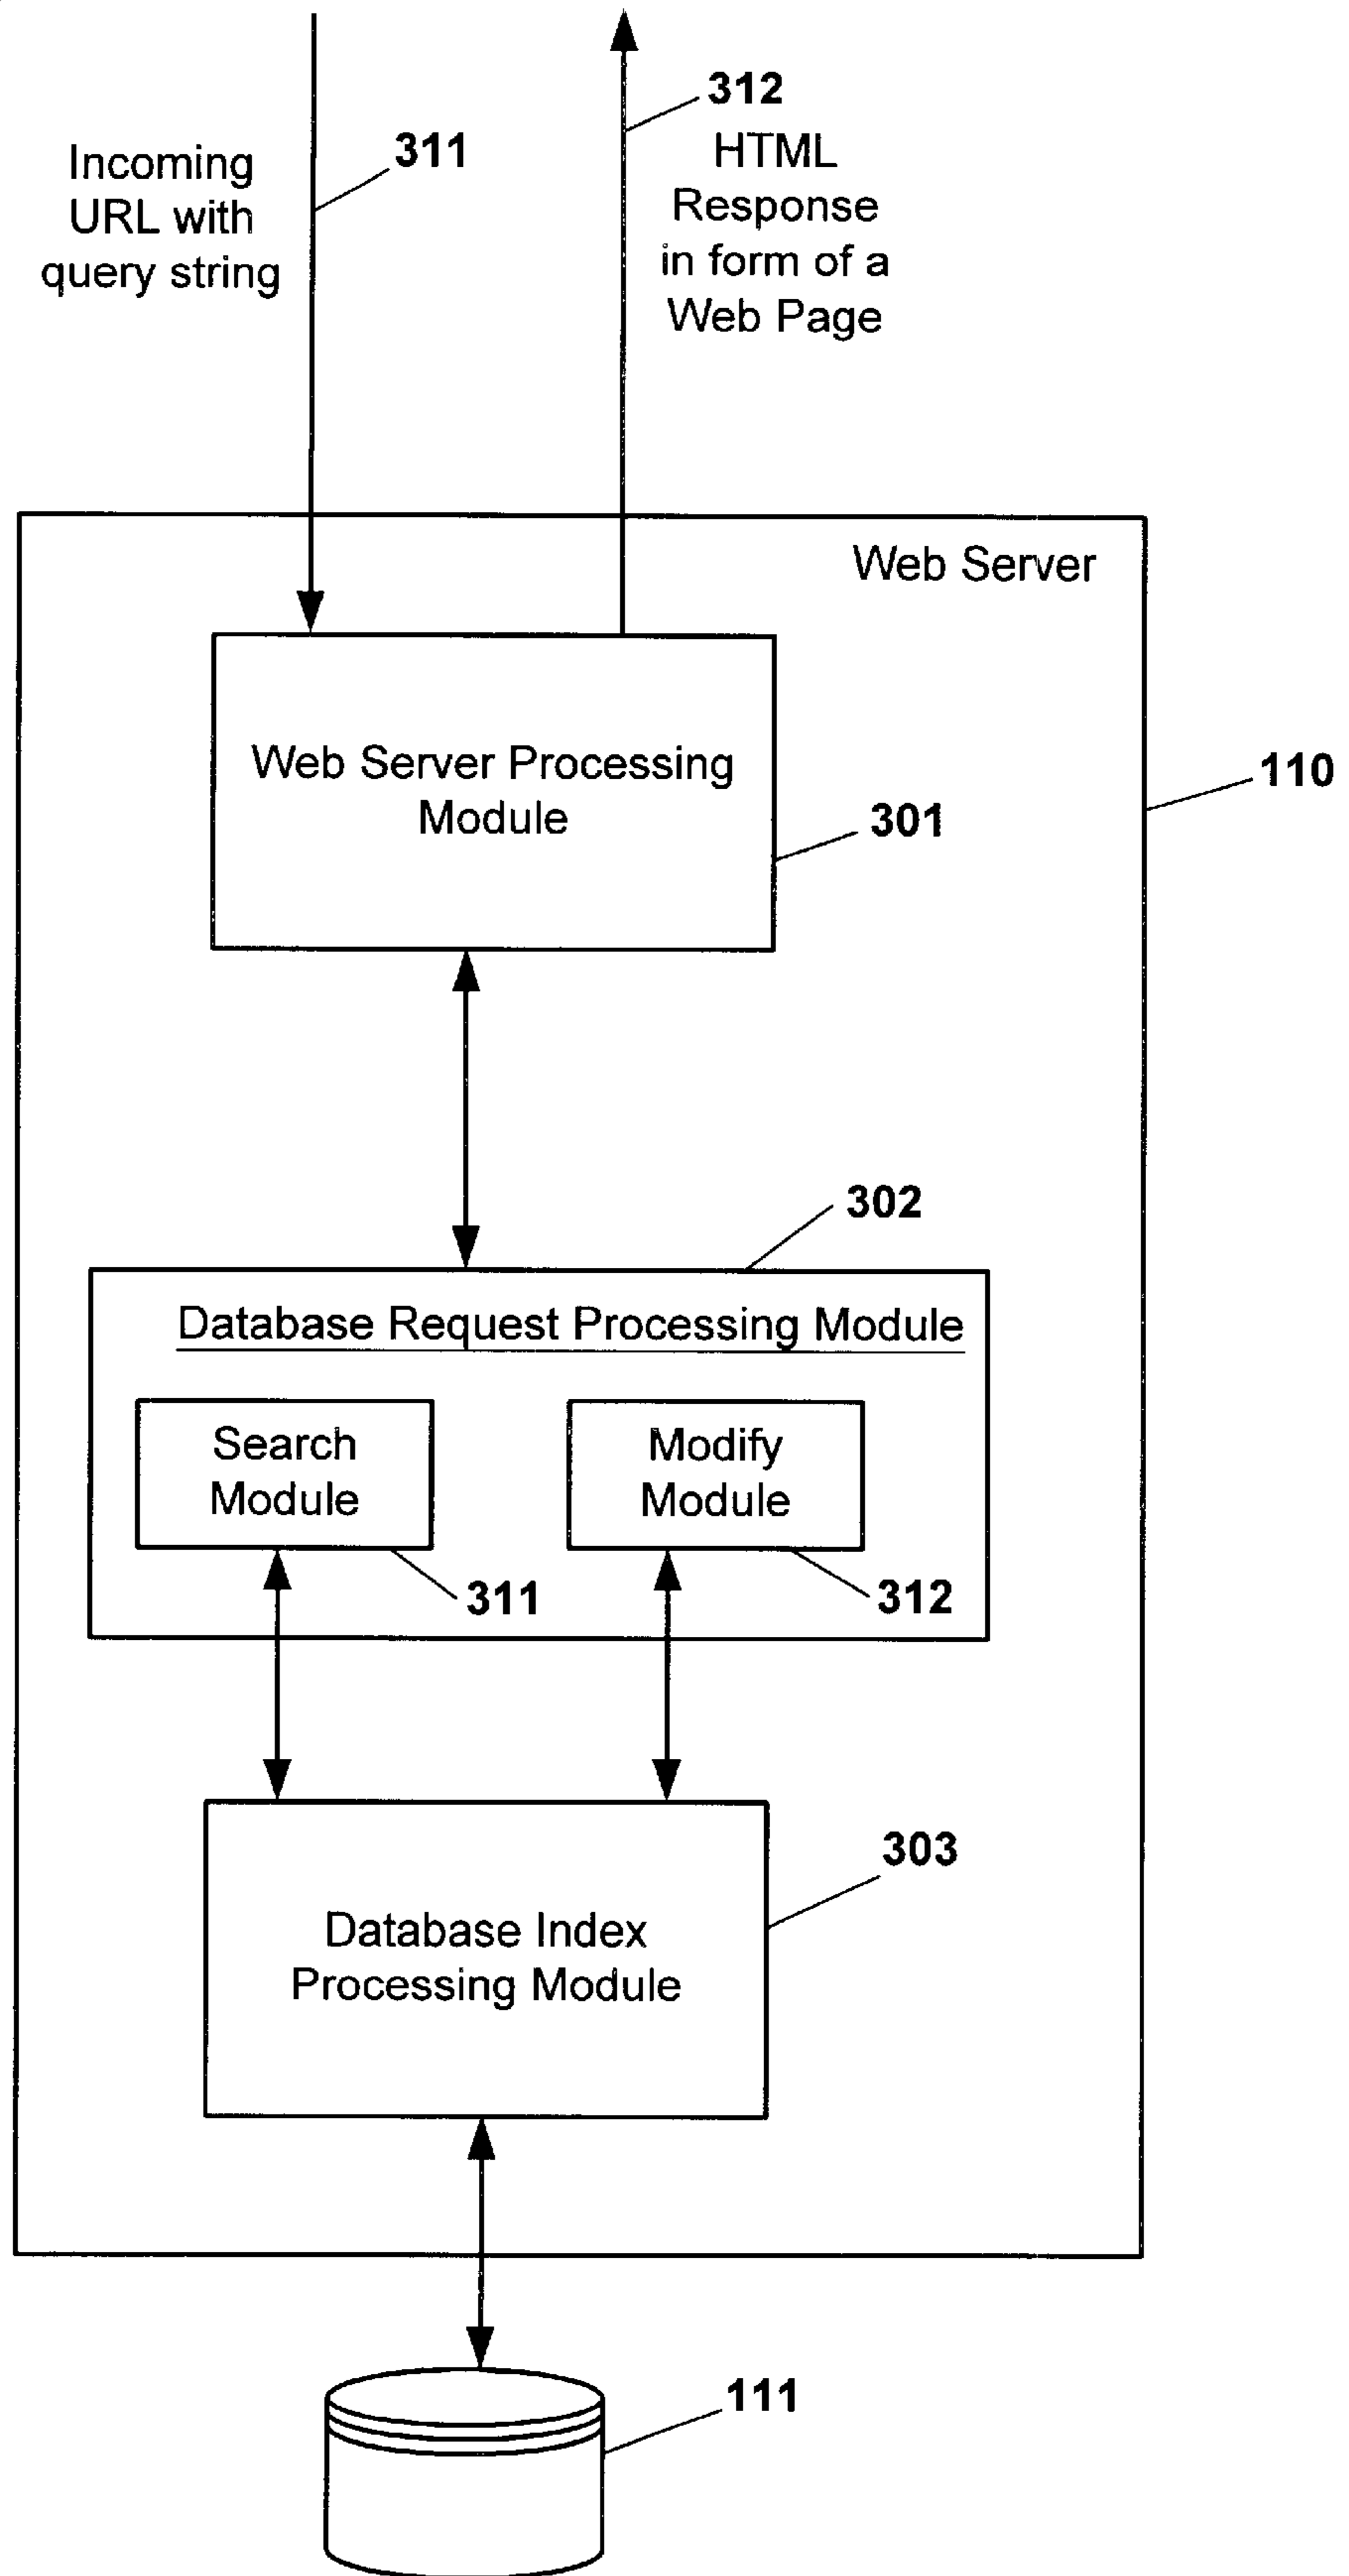 312
311
HTML
Incoming
Response
URL with
in form of a
query string
Web Page
Web Server
Web Server Processing
Module
110
301
302
Database Request Processing Module
Search
Module
Modify
Module
311
312
303
Database Index
Processing Module
111